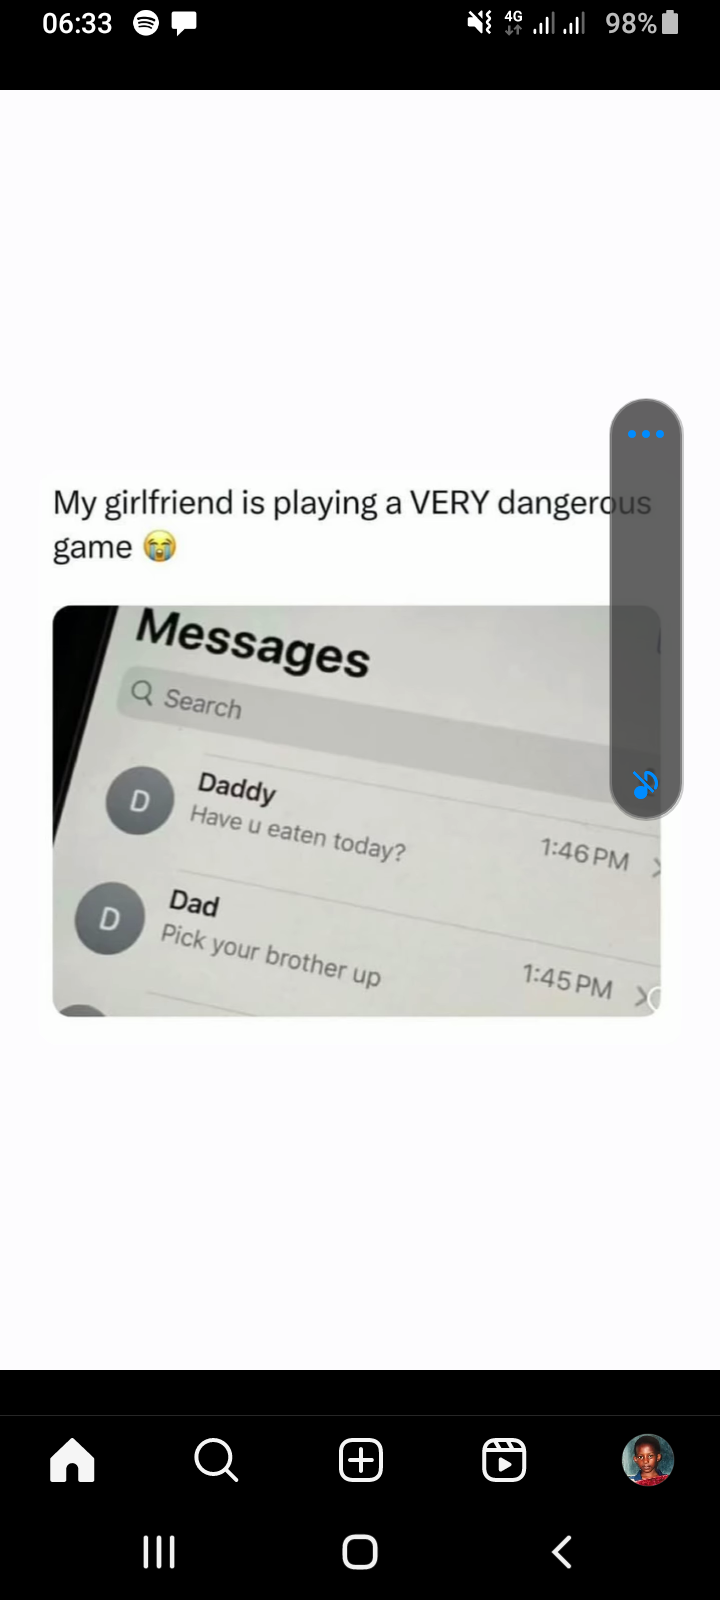 06:33
4G
98%
My girlfriend is playing a VERY dangerous
game 😭
Messages
Search
D
Daddy
Have u eaten today?
1:46 PM
D
Dad
Pick your brother up
1:45 PM